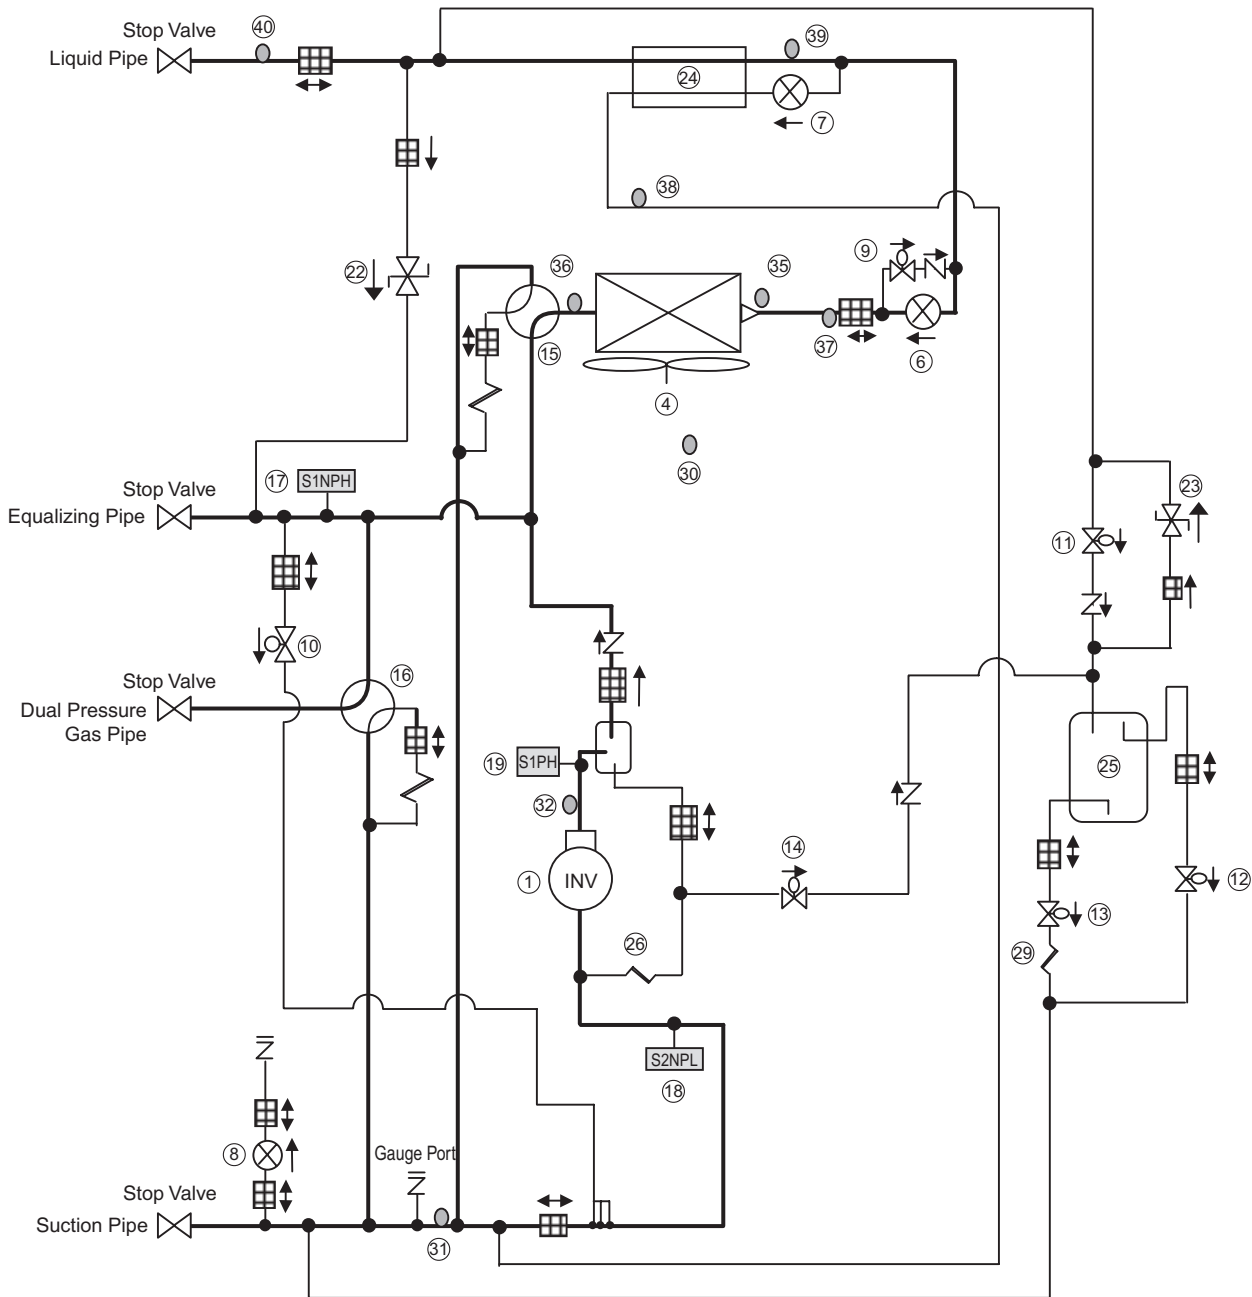 40
39
Stop Valve
Liquid Pipe
24
7
38
9
36
35
22
15
37
6
4
30
17
S1NPH
Stop Valve
Equalizing Pipe
23
11
10
Stop Valve
16
Dual Pressure
Gas Pipe
19
S1PH
25
32
14
1
INV
12
13
26
29
S2NPL
18
8
Gauge Port
Stop Valve
Suction Pipe
31